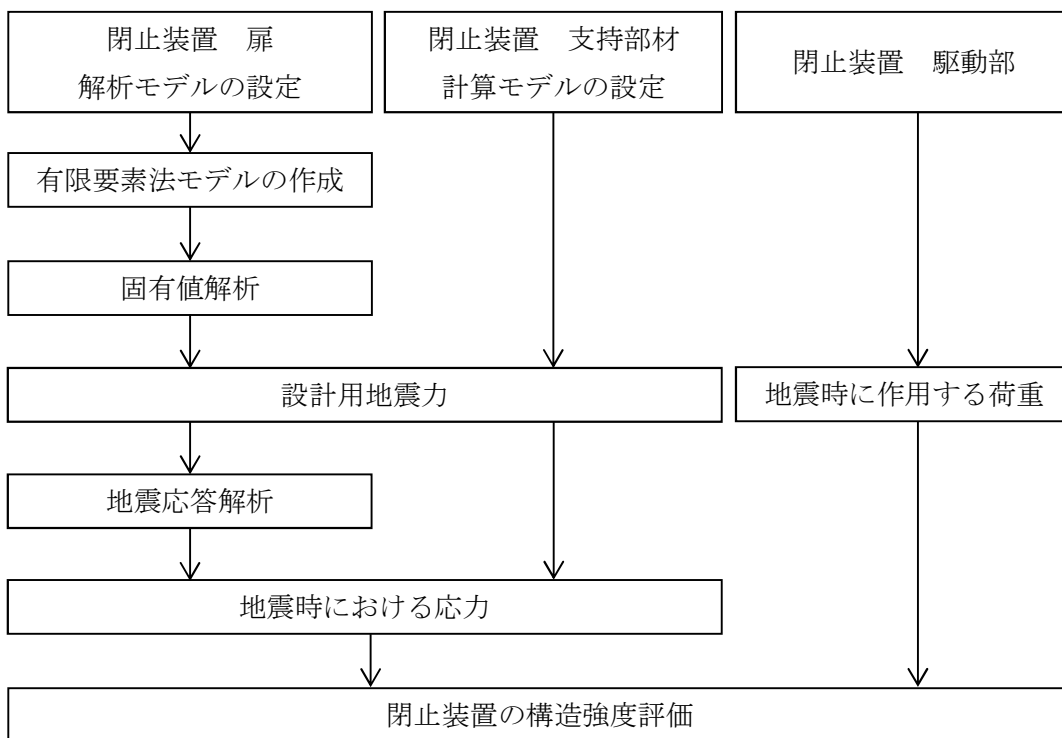 閉止装置　扉
解析モデルの設定
閉止装置　支持部材
計算モデルの設定
閉止装置　駆動部
有限要素法モデルの作成
固有値解析
設計用地震力
地震時に作用する荷重
地震応答解析
地震時における応力
閉止装置の構造強度評価